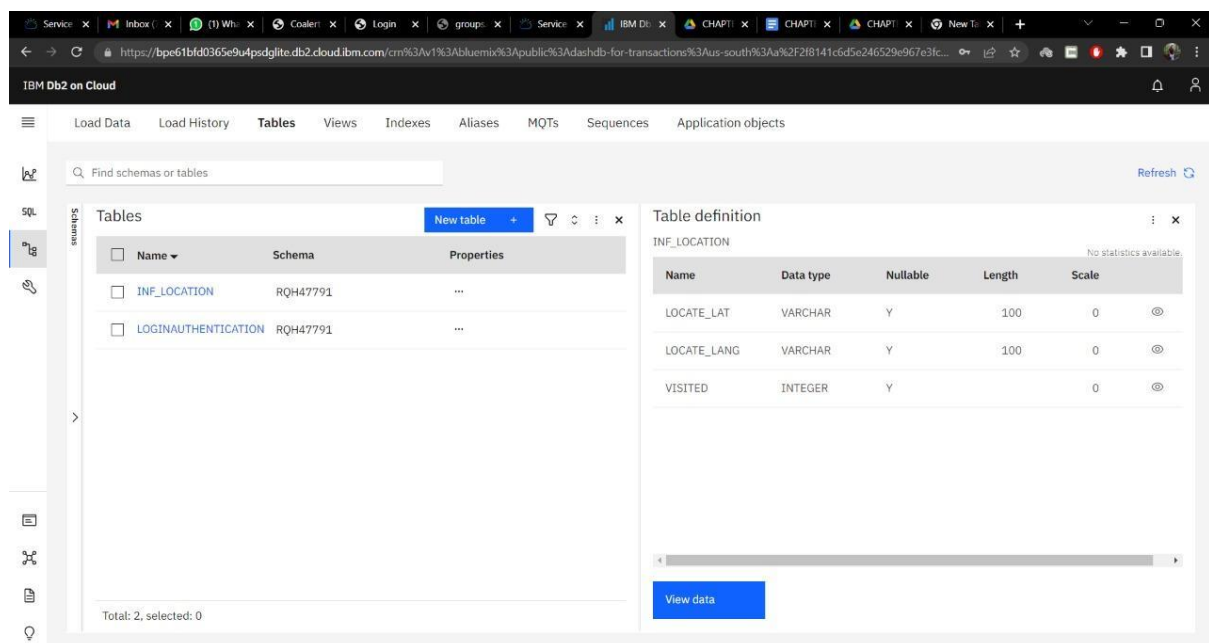 Service
Inbox (
(1) Wha
Coalert
Login
groups.
Service
IBM Db
CHAPT
CHAPT
CHAPT
New Ta
https://bpe61bfd0365e9u4psdglite.db2.cloud.ibm.com/crn%3Av1%3Abluemix%3Apublic%3Adashdb-for-transactions%3Aus-south%3Aa%2F2f8141c6d5e246529e967e3fc...
IBM Db2 on Cloud
Load Data Load History Tables Views Indexes Aliases MQTs Sequences Application objects
Find schemas or tables
Refresh
SQL
Schemas
Tables
New table +
Name Schema Properties
INF_LOCATION RQH47791 ...
LOGINAUTHENTICATION RQH47791 ...
Total: 2, selected: 0
Table definition
INF_LOCATION
No statistics available.
Name Data type Nullable Length Scale
LOCATE_LAT VARCHAR Y 100 0
LOCATE_LANG VARCHAR Y 100 0
VISITED INTEGER Y 0
View data